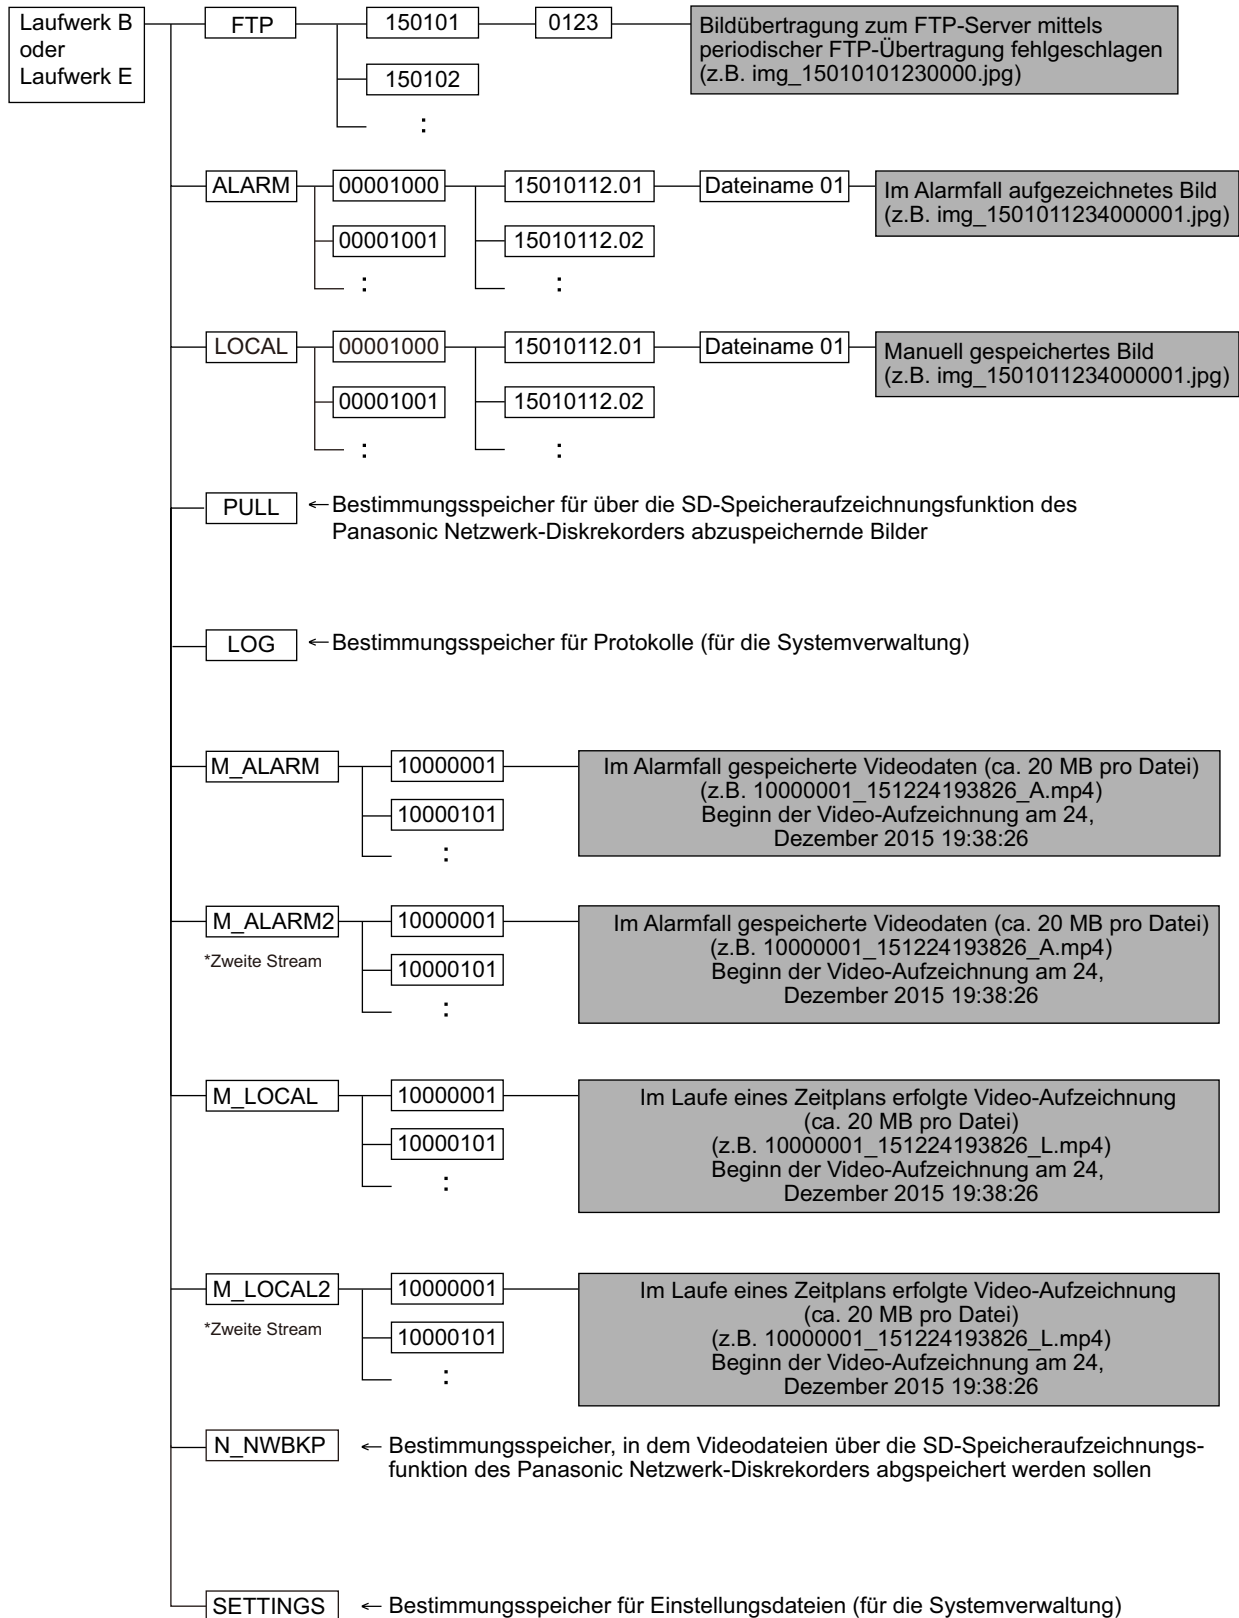 Laufwerk B
oder
Laufwerk E
FTP
150101
0123
Bildübertragung zum FTP-Server mittels
periodischer FTP-Übertragung fehlgeschlagen
(z.B. img_15010101230000.jpg)
150102
:
ALARM
00001000
15010112.01
Dateiname 01
Im Alarmfall aufgezeichnetes Bild
(z.B. img_1501011234000001.jpg)
00001001
15010112.02
:
:
LOCAL
00001000
15010112.01
Dateiname 01
Manuell gespeichertes Bild
(z.B. img_1501011234000001.jpg)
00001001
15010112.02
:
:
PULL
← Bestimmungsspeicher für über die SD-Speicheraufzeichnungsfunktion des
Panasonic Netzwerk-Diskrekorders abzuspeichernde Bilder
LOG
← Bestimmungsspeicher für Protokolle (für die Systemverwaltung)
M_ALARM
10000001
Im Alarmfall gespeicherte Videodaten (ca. 20 MB pro Datei)
(z.B. 10000001_151224193826_A.mp4)
Beginn der Video-Aufzeichnung am 24,
Dezember 2015 19:38:26
10000101
:
M_ALARM2
*Zweite Stream
10000001
Im Alarmfall gespeicherte Videodaten (ca. 20 MB pro Datei)
(z.B. 10000001_151224193826_A.mp4)
Beginn der Video-Aufzeichnung am 24,
Dezember 2015 19:38:26
10000101
:
M_LOCAL
10000001
Im Laufe eines Zeitplans erfolgte Video-Aufzeichnung
(ca. 20 MB pro Datei)
(z.B. 10000001_151224193826_L.mp4)
Beginn der Video-Aufzeichnung am 24,
Dezember 2015 19:38:26
10000101
:
M_LOCAL2
*Zweite Stream
10000001
Im Laufe eines Zeitplans erfolgte Video-Aufzeichnung
(ca. 20 MB pro Datei)
(z.B. 10000001_151224193826_L.mp4)
Beginn der Video-Aufzeichnung am 24,
Dezember 2015 19:38:26
10000101
:
N_NWBKP
← Bestimmungsspeicher, in dem Videodateien über die SD-Speicheraufzeichnungs-
funktion des Panasonic Netzwerk-Diskrekorders abgspeichert werden sollen
SETTINGS
← Bestimmungsspeicher für Einstellungsdateien (für die Systemverwaltung)